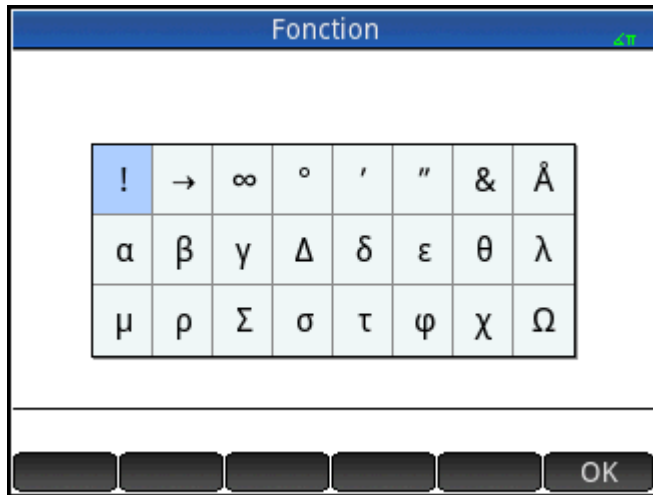 Fonction
∡π
! → ∞ ° ′ ″ & Å
α β γ Δ δ ε θ λ
μ ρ Σ σ τ φ χ Ω
OK